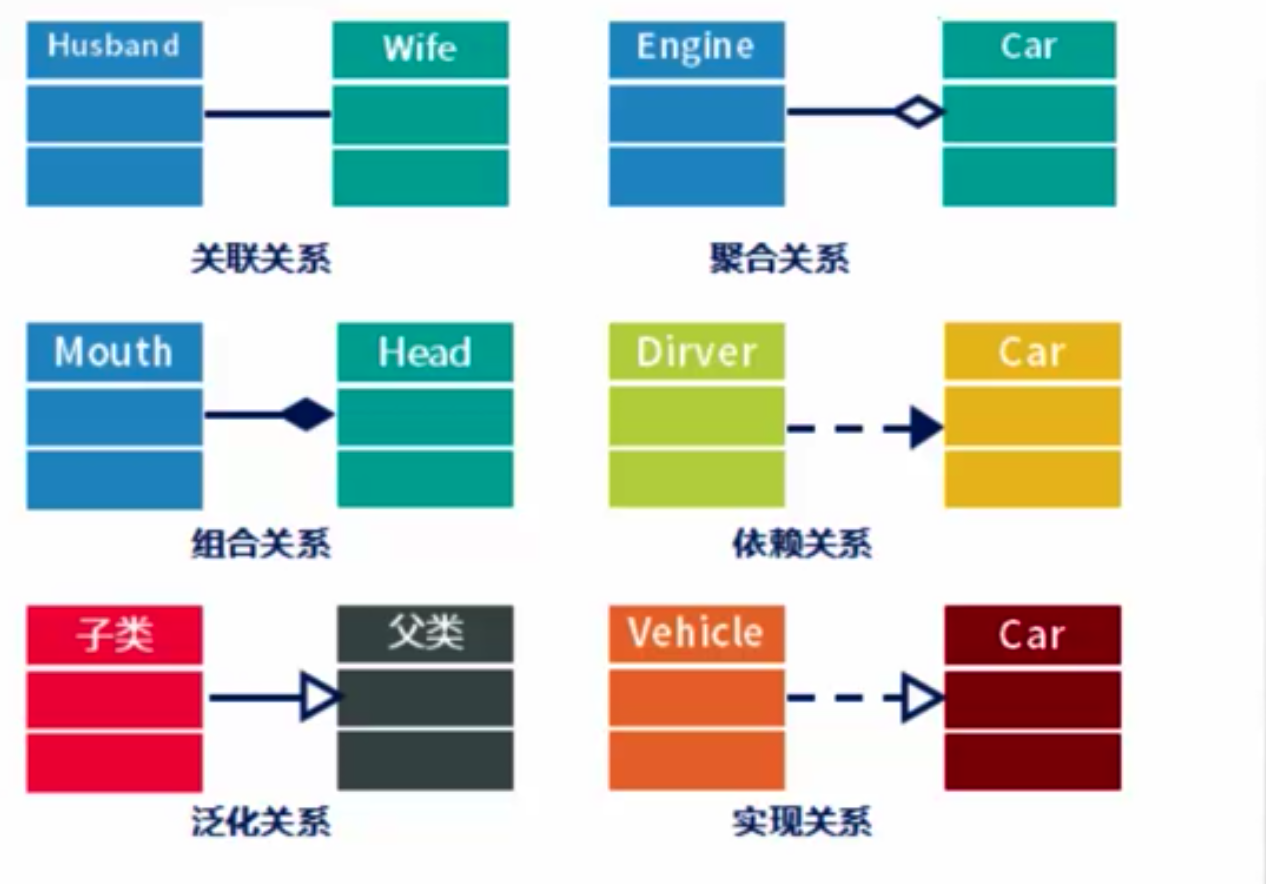 Husband
Wife
Engine
Car
关联关系
聚合关系
Mouth
Head
Dirver
Car
组合关系
依赖关系
子类
父类
Vehicle
Car
泛化关系
实现关系